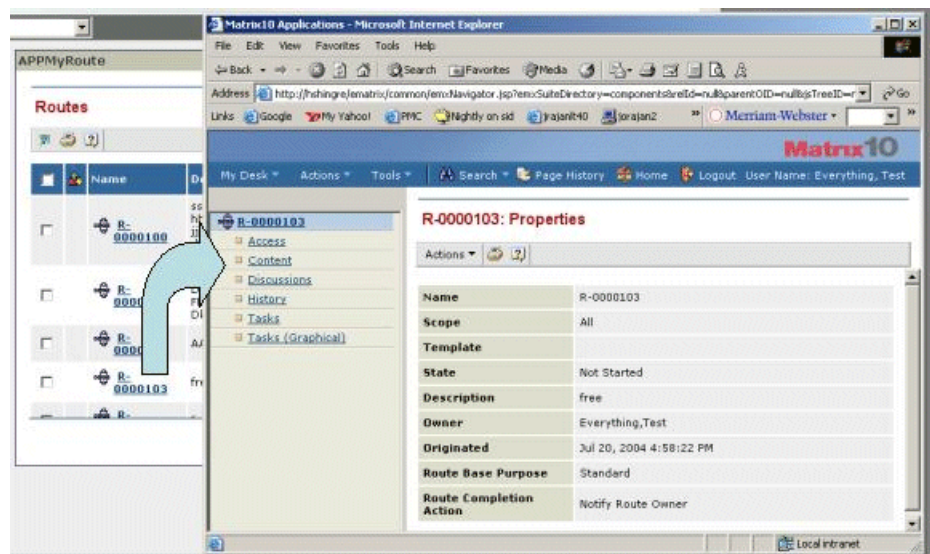 APPMyRoute
Routes
Name
R-
0000100
R-
R-
R-
0000103
R-
Matrix10 Applications - Microsoft Internet Explorer
File Edit View Favorites Tools Help
Back Search Favorites Media
Address http://hshingre/ematrix/common/emxNavigator.jsp?emxSuiteDirectory=components&relId=null&parentOID=null&jsTreeID=r Go
Links Google My Yahoo! PMC Nightly on sid jrajan2 » Merriam-Webster »
Matrix10
My Desk Actions Tools Search Page History Home Logout User Name: Everything, Test
R-0000103
Access
Content
Discussions
History
Tasks
Tasks (Graphical)
R-0000103: Properties
Actions
Name R-0000103
Scope All
Template
State Not Started
Description free
Owner Everything,Test
Originated Jul 20, 2004 4:58:22 PM
Route Base Purpose Standard
Route Completion
Action Notify Route Owner
Local intranet